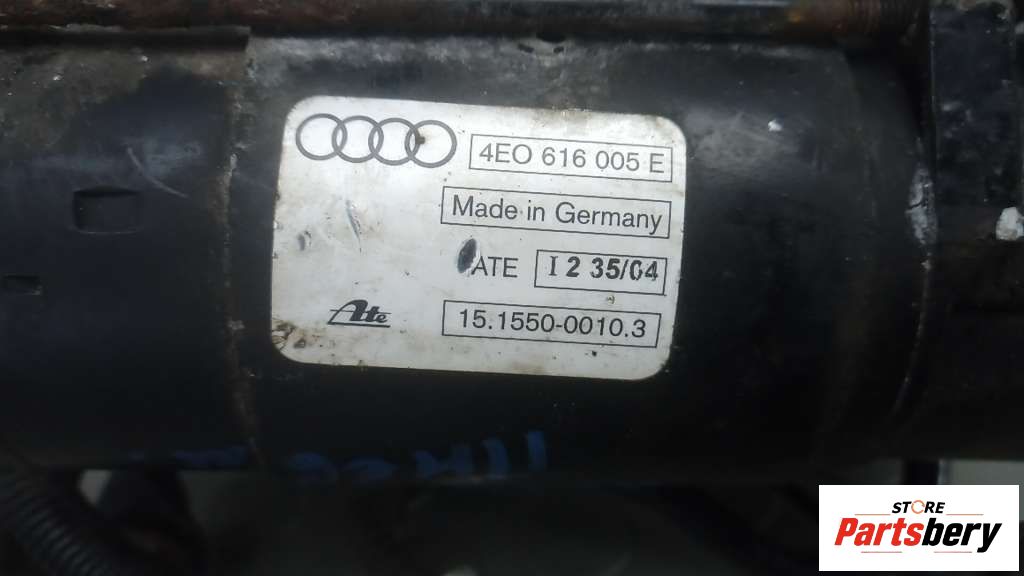 4EO 616 005 E
Made in Germany
ATE I 2 35/04
Ate 15.1550-0010.3
STORE
Partsbery